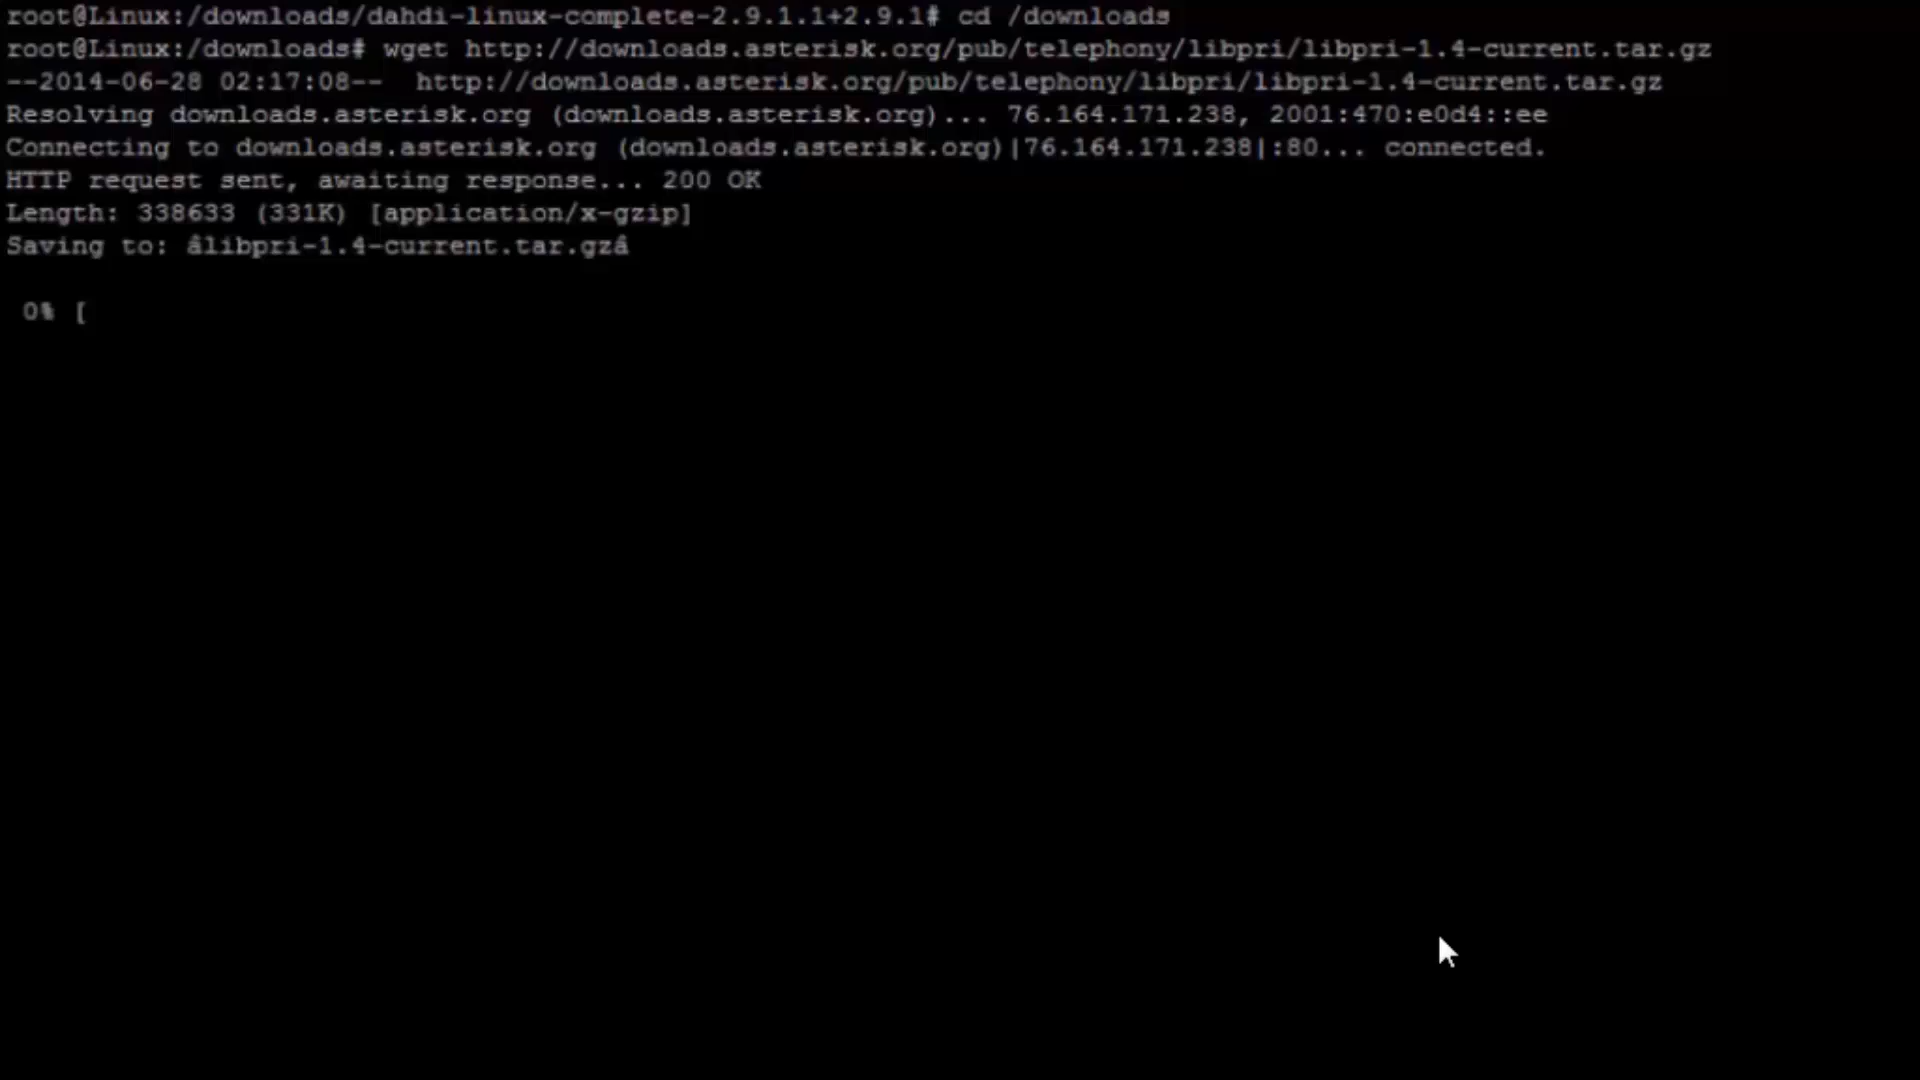 root@Linux:/downloads/dahdi-linux-complete-2.9.1.1+2.9.1# cd /downloads
root@Linux:/downloads# wget http://downloads.asterisk.org/pub/telephony/libpri/libpri-1.4-current.tar.gz
--2014-06-28 02:17:08--  http://downloads.asterisk.org/pub/telephony/libpri/libpri-1.4-current.tar.gz
Resolving downloads.asterisk.org (downloads.asterisk.org)... 76.164.171.238, 2001:470:e0d4::ee
Connecting to downloads.asterisk.org (downloads.asterisk.org)|76.164.171.238|:80... connected.
HTTP request sent, awaiting response... 200 OK
Length: 338633 (331K) [application/x-gzip]
Saving to: âlibpri-1.4-current.tar.gzâ
0% [